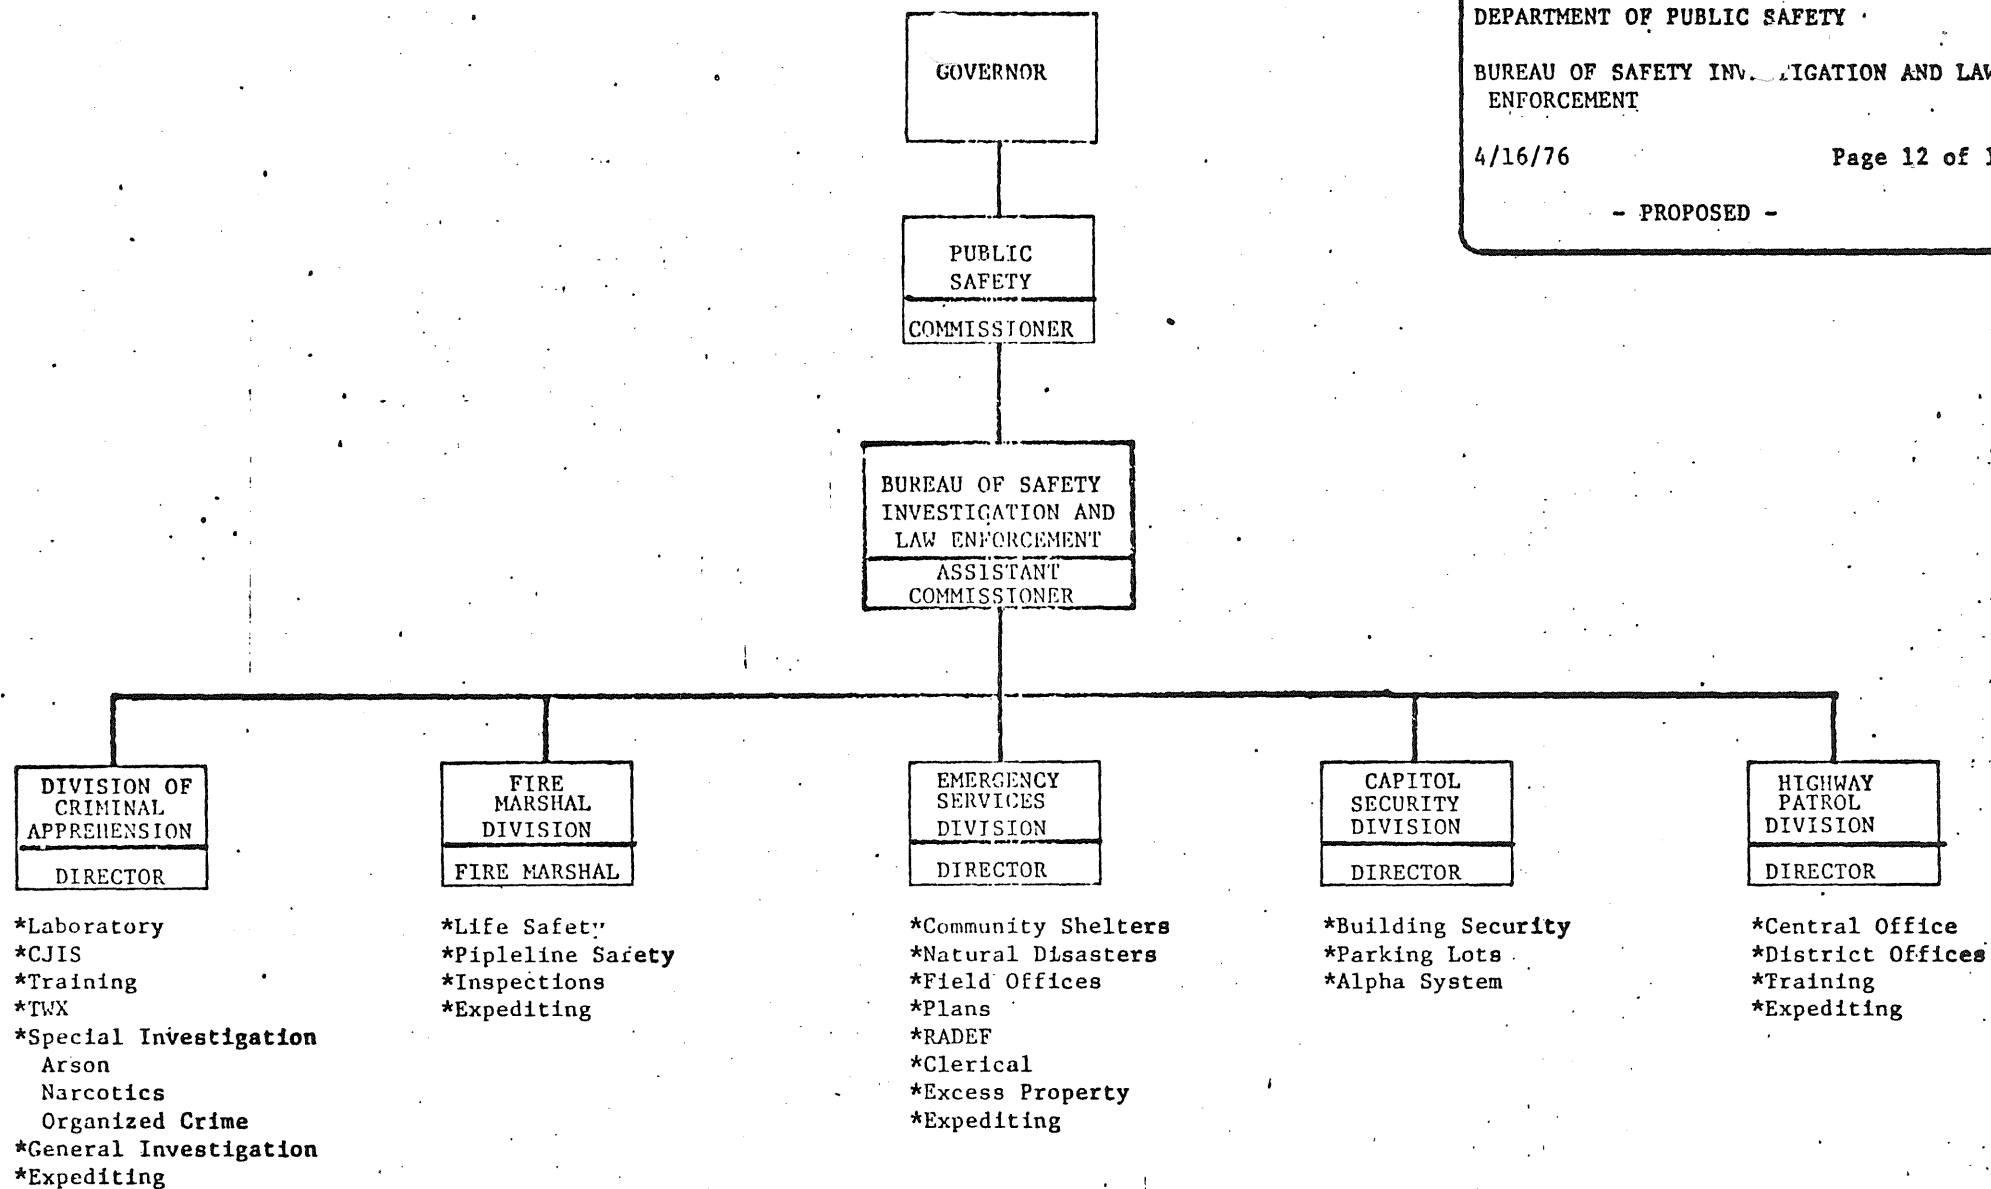 DEPARTMENT OF PUBLIC SAFETY
BUREAU OF SAFETY AND LAW
ENFORCEMENT
4/16/76 Page 12 of
- PROPOSED -
GOVERNOR
PUBLIC
SAFETY
COMMISSIONER
BUREAU OF SAFETY
INVESTIGATION AND
LAW ENFORCEMENT
ASSISTANT
COMMISSIONER
DIVISION OF
CRIMINAL
APPREHENSION
DIRECTOR
*Laboratory
*CJIS
*Training
*TWX
*Special Investigation
Arson
Narcotics
Organized Crime
*General Investigation
*Expediting
FIRE
MARSHAL
DIVISION
FIRE MARSHAL
*Life Safety
*Pipleline Safety
*Inspections
*Expediting
EMERGENCY
SERVICES
DIVISION
DIRECTOR
*Community Shelters
*Natural Disasters
*Field Offices
*Plans
*RADEF
*Clerical
*Excess Property
*Expediting
CAPITOL
SECURITY
DIVISION
DIRECTOR
*Building Security
*Parking Lots
*Alpha System
HIGHWAY
PATROL
DIVISION
DIRECTOR
*Central Office
*District Offices
*Training
*Expediting